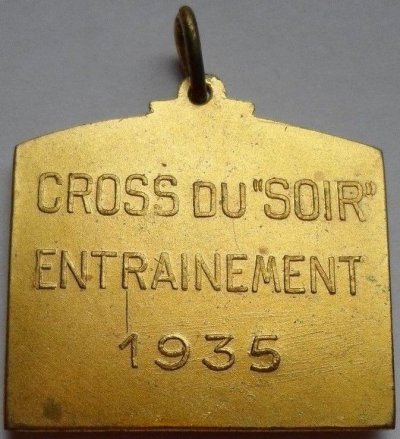 CROSS DU "SOIR"
ENTRAINEMENT
1935